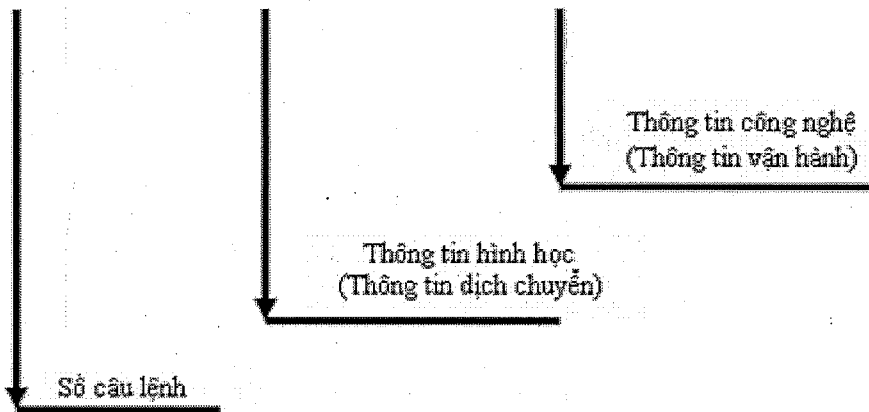 Thông tin công nghệ
(Thông tin vận hành)
Thông tin hình học
(Thông tin dịch chuyển)
Số câu lệnh